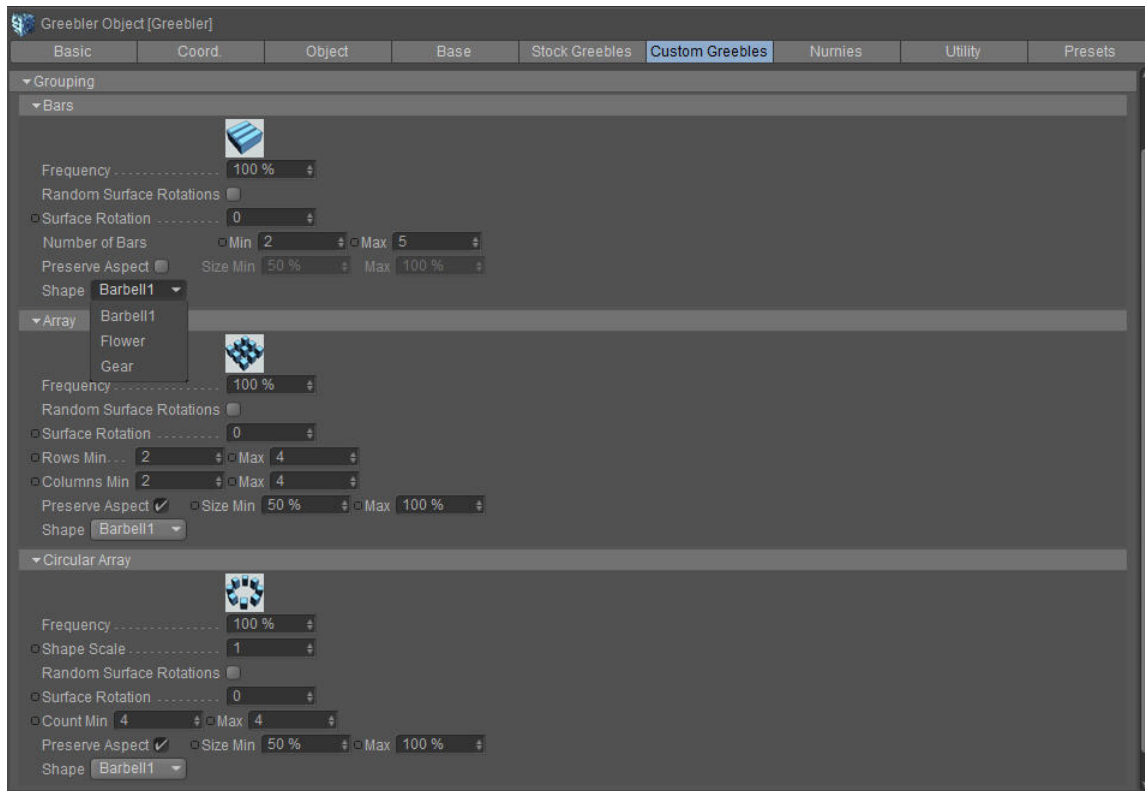 Greebler Object [Greebler]
Basic Coord. Object Base Stock Greebles Custom Greebles Nurnies Utility Presets
Grouping
Bars
Frequency 100 %
Random Surface Rotations
Surface Rotation 0
Number of Bars Min 2 Max 5
Preserve Aspect Size Min 50 % Max 100 %
Shape Barbell1
Barbell1
Array
Flower
Gear
Frequency 100 %
Random Surface Rotations
Surface Rotation 0
Rows Min 2 Max 4
Columns Min 2 Max 4
Preserve Aspect Size Min 50 % Max 100 %
Shape Barbell1
Circular Array
Frequency 100 %
Shape Scale 1
Random Surface Rotations
Surface Rotation 0
Count Min 4 Max 4
Preserve Aspect Size Min 50 % Max 100 %
Shape Barbell1